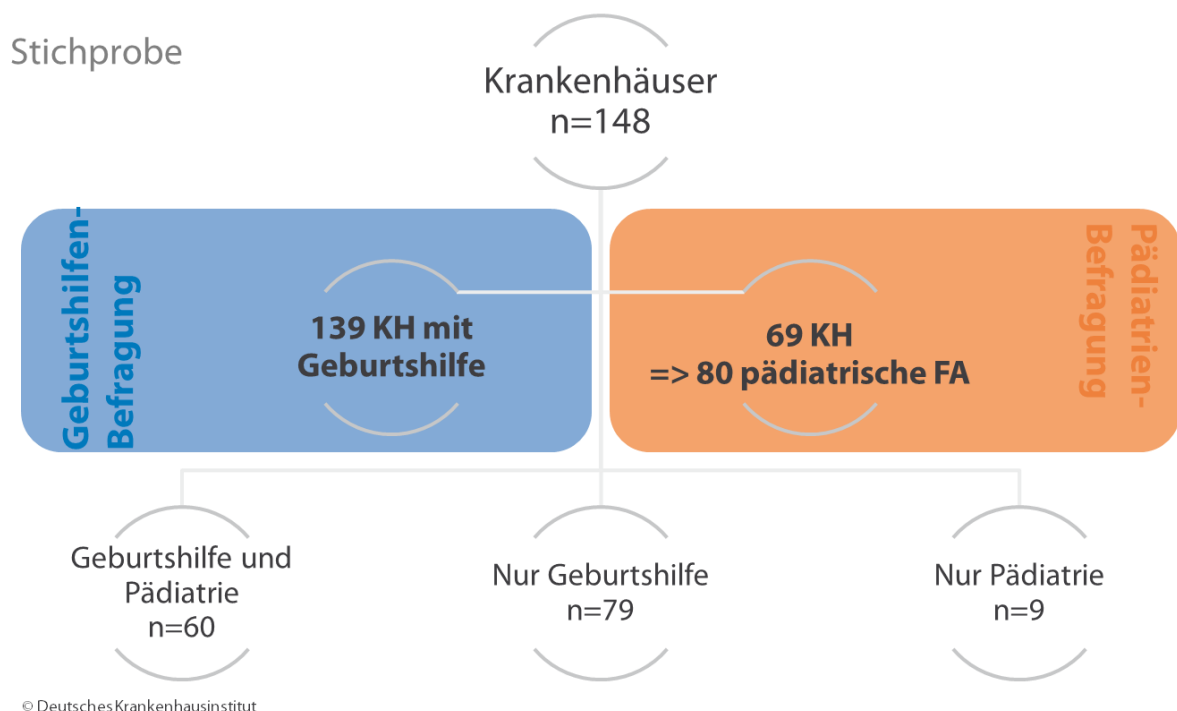 Stichprobe
Krankenhäuser
n=148
Geburtshilfen-
Befragung
139 KH mit
Geburtshilfe
69 KH
=> 80 pädiatrische FA
Pädiatrien-
Befragung
Geburtshilfe und
Pädiatrie
n=60
Nur Geburtshilfe
n=79
Nur Pädiatrie
n=9
© Deutsches Krankenhausinstitut